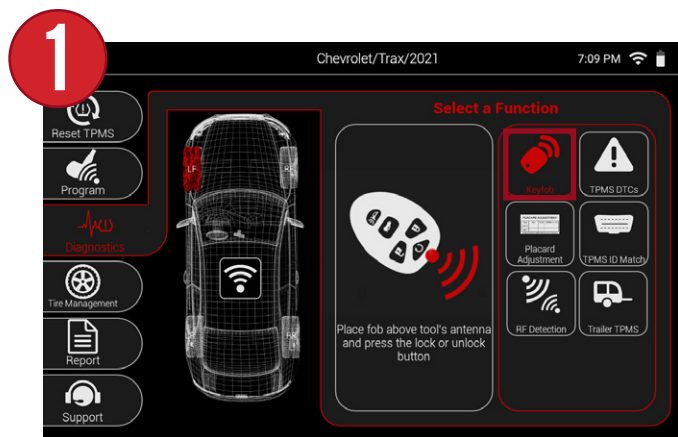 1
Chevrolet/Trax/2021
7:09 PM
Reset TPMS
Program
Diagnostics
Tire Management
Report
Support
LF
Select a Function
Place fob above tool's antenna
and press the lock or unlock
button
Keyfob
TPMS DTCs
PLACARD ADJUSTMENT
Placard
Adjustment
TPMS ID Match
RF Detection
Trailer TPMS